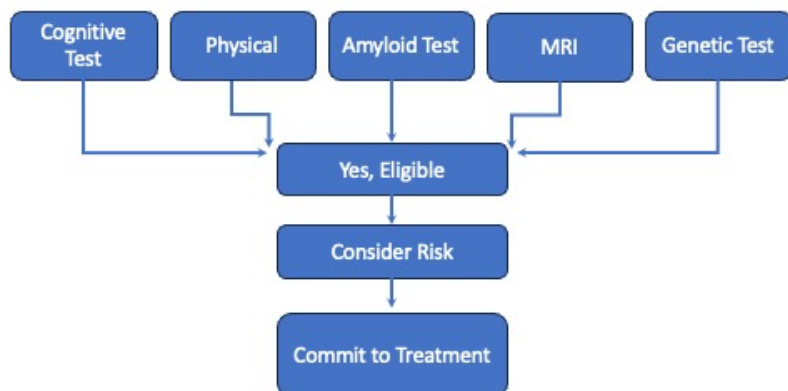 Cognitive
Test
Physical
Amyloid Test
MRI
Genetic Test
Yes, Eligible
Consider Risk
Commit to Treatment